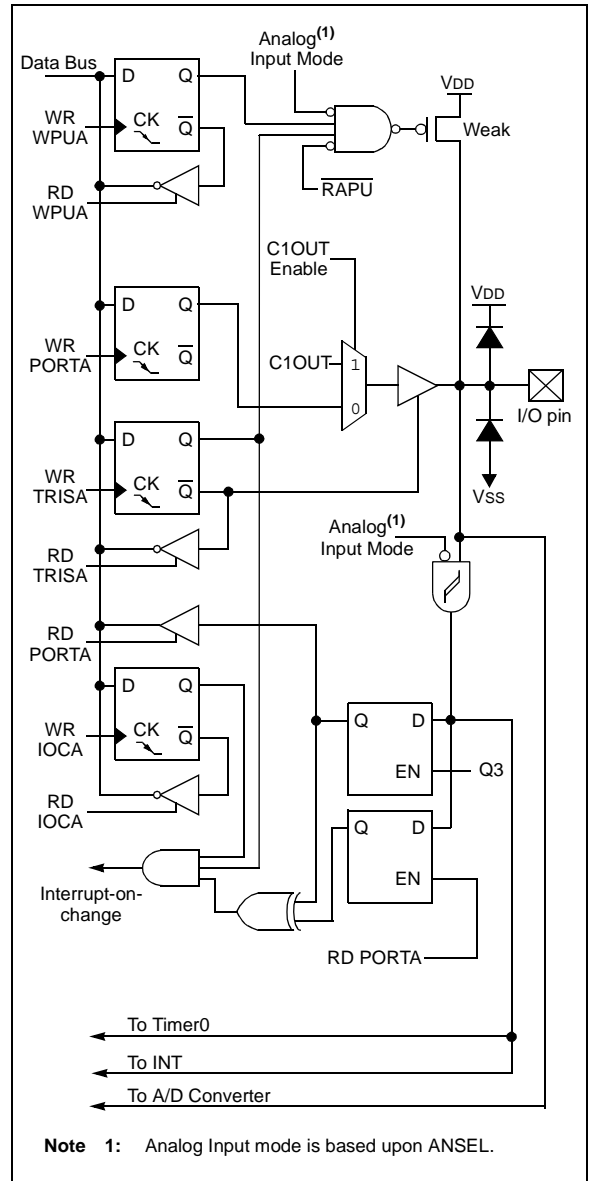 Analog(1)
Input Mode
Data Bus
D Q
VDD
WR
WPUA
CK Q
Weak
RD
WPUA
RAPU
C1OUT
Enable
D Q
VDD
WR
PORTA
CK Q
C1OUT
1
0
I/O pin
D Q
WR
TRISA
CK Q
VSS
Analog(1)
Input Mode
RD
TRISA
RD
PORTA
D Q
WR
IOCA
CK Q
Q D
EN
Q3
RD
IOCA
Q D
EN
Interrupt-on-
change
RD PORTA
To Timer0
To INT
To A/D Converter
Note 1: Analog Input mode is based upon ANSEL.